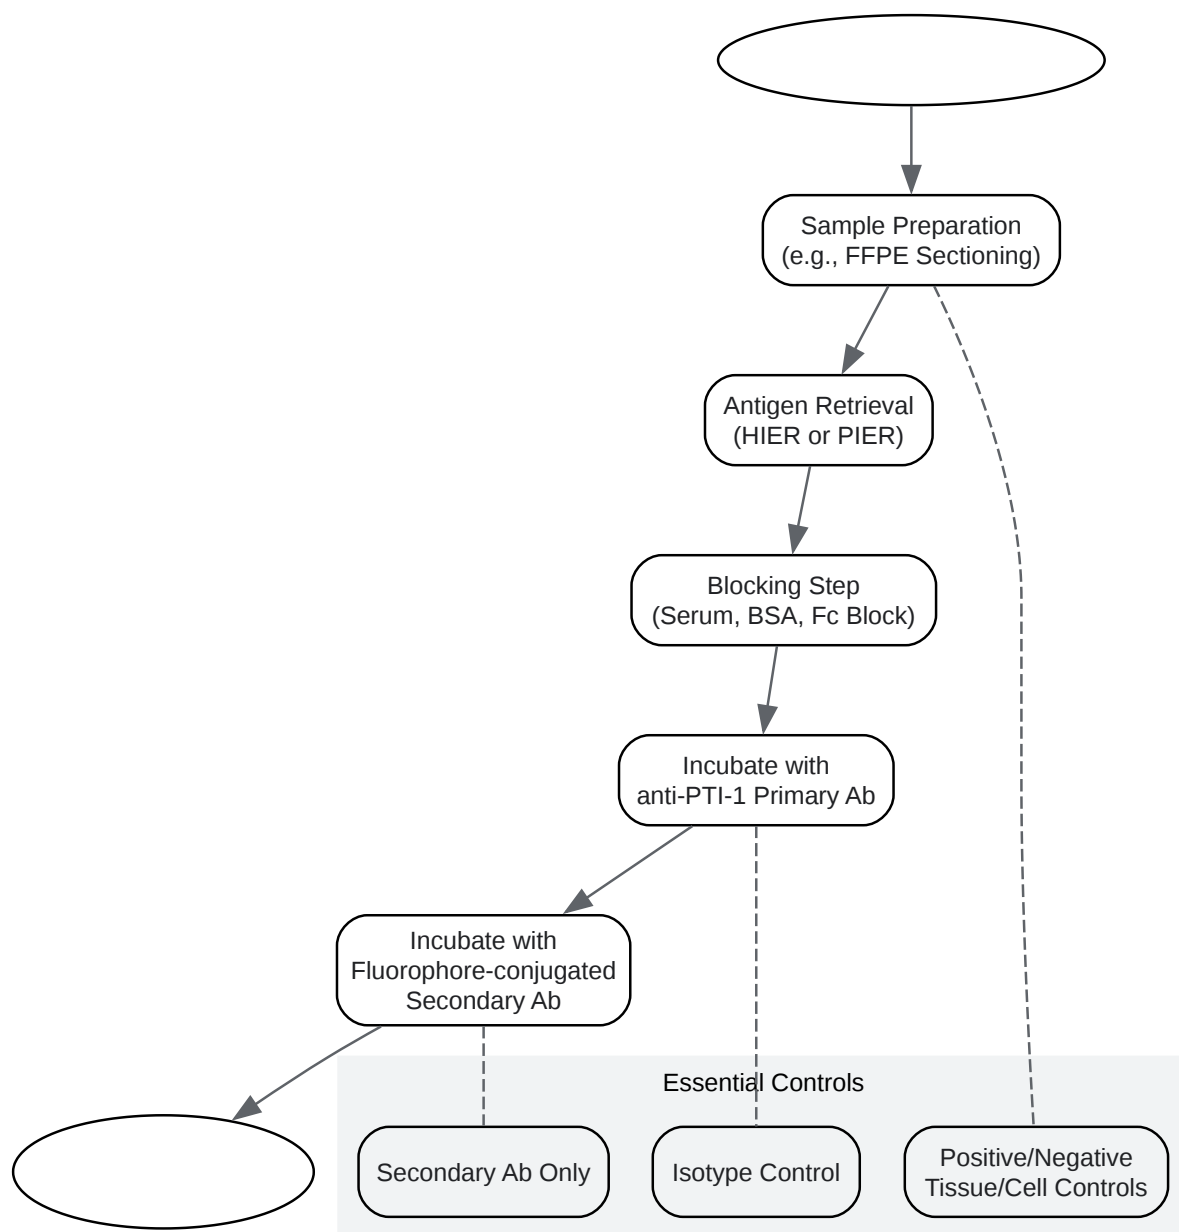 Sample Preparation
(e.g., FFPE Sectioning)
Antigen Retrieval
(HIER or PIER)
Blocking Step
(Serum, BSA, Fc Block)
Incubate with
anti-PTI-1 Primary Ab
Incubate with
Fluorophore-conjugated
Secondary Ab
Essential Controls
Secondary Ab Only
Isotype Control
Positive/Negative
Tissue/Cell Controls